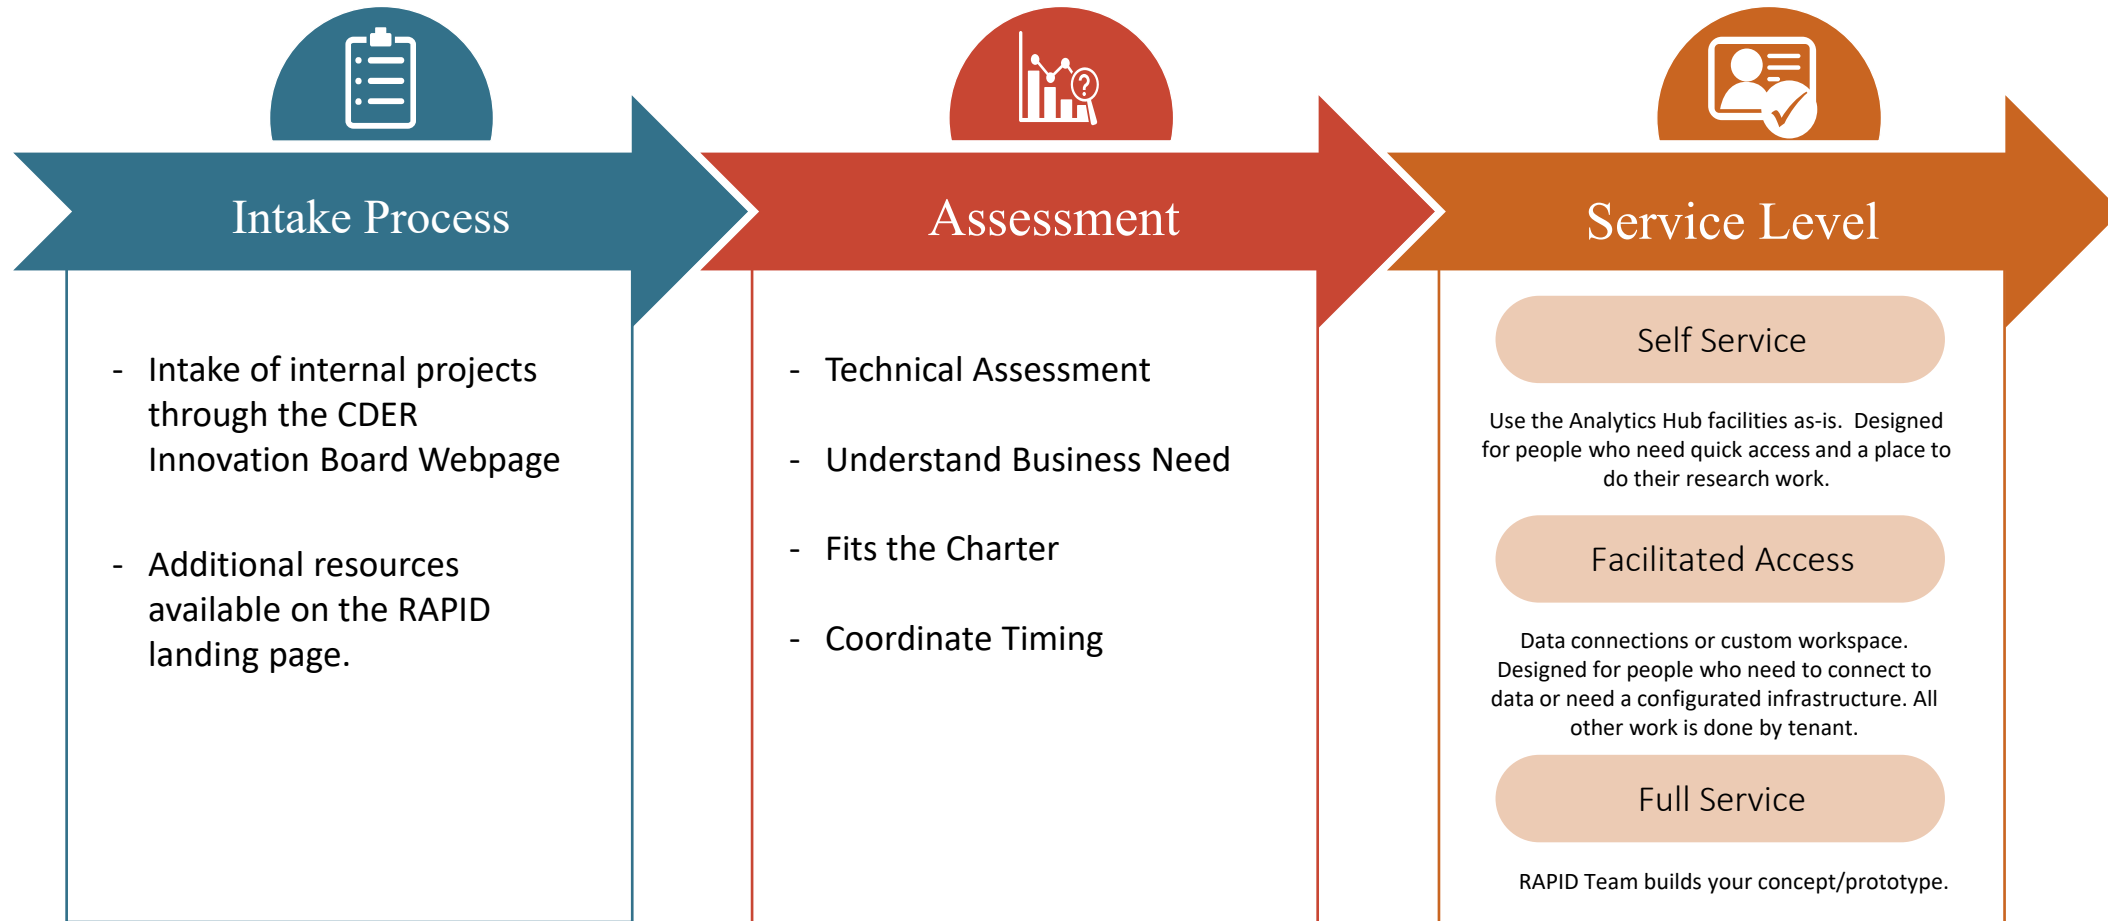 Intake Process
- Intake of internal projects
through the CDER
Innovation Board Webpage
- Additional resources
available on the RAPID
landing page.
Assessment
?
- Technical Assessment
- Understand Business Need
- Fits the Charter
- Coordinate Timing
Service Level
Self Service
Use the Analytics Hub facilities as-is.  Designed
for people who need quick access and a place to
do their research work.
Facilitated Access
Data connections or custom workspace.
Designed for people who need to connect to
data or need a configurated infrastructure. All
other work is done by tenant.
Full Service
RAPID Team builds your concept/prototype.